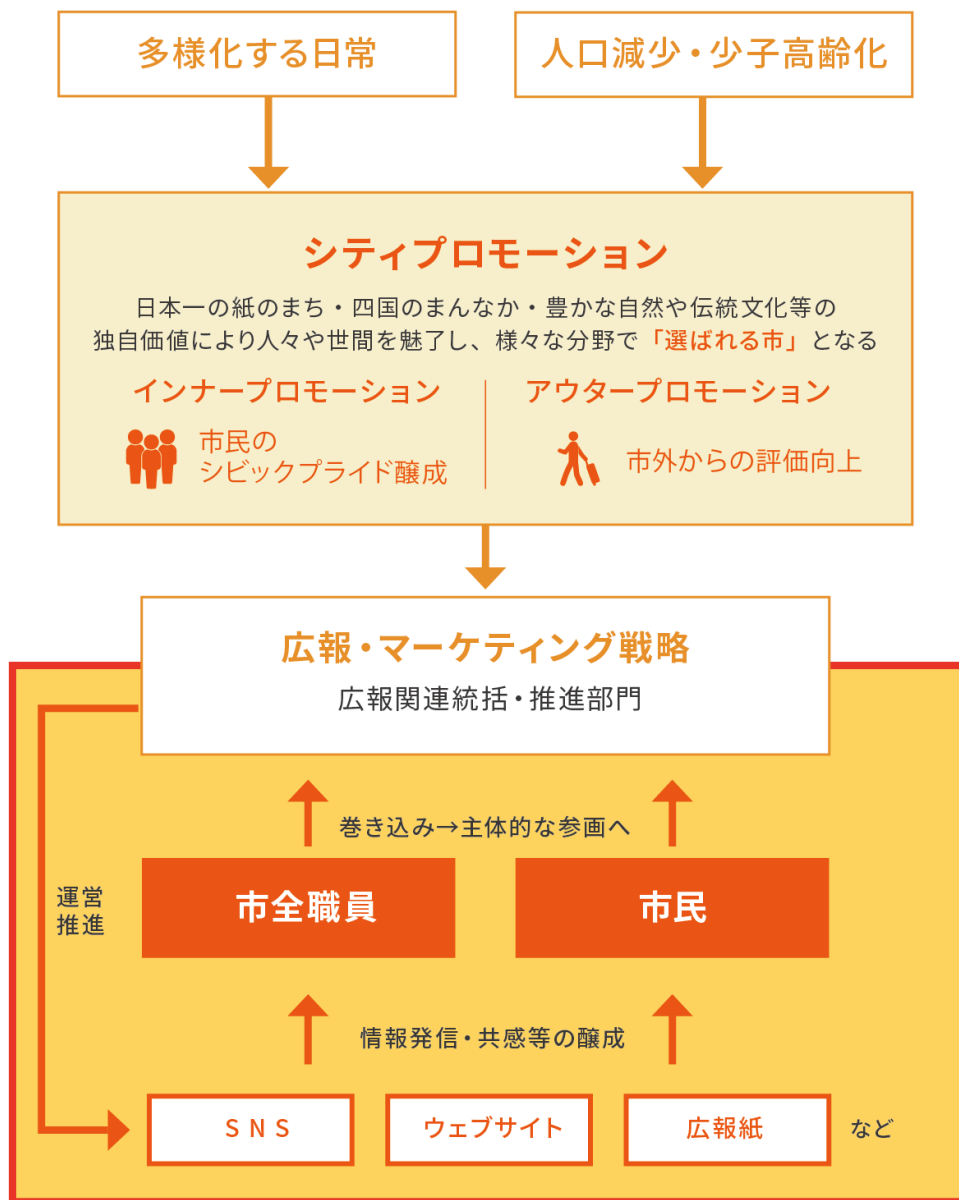 多様化する日常
人口減少・少子高齢化
シティプロモーション
日本一の紙のまち・四国のまんなか・豊かな自然や伝統文化等の
独自価値により人々や世間を魅了し、様々な分野で「選ばれる市」となる
インナープロモーション
市民の
シビックプライド醸成
アウタープロモーション
市外からの評価向上
広報・マーケティング戦略
広報関連統括・推進部門
巻き込み→主体的な参画へ
市全職員
市民
運営
推進
情報発信・共感等の醸成
SNS
ウェブサイト
広報紙
など